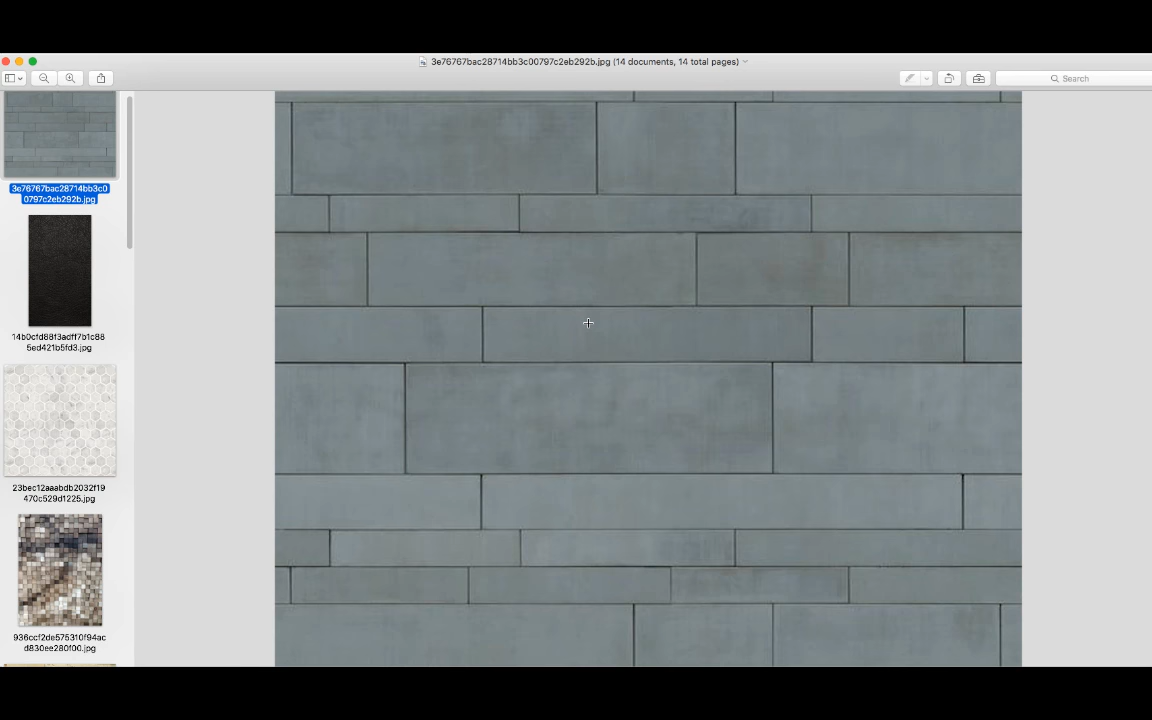 3e76767bac28714bb3c00797c2eb292b.jpg (14 documents, 14 total pages)
Search
3e76767bac28714bb3c0
0797c2eb292b.jpg
14b0cfd88f3adff7b1c88
5ed421b5fd3.jpg
23bec12aaabdb2032f19
470c529d1225.jpg
936ccf2de575310f94ac
d830ee280f00.jpg